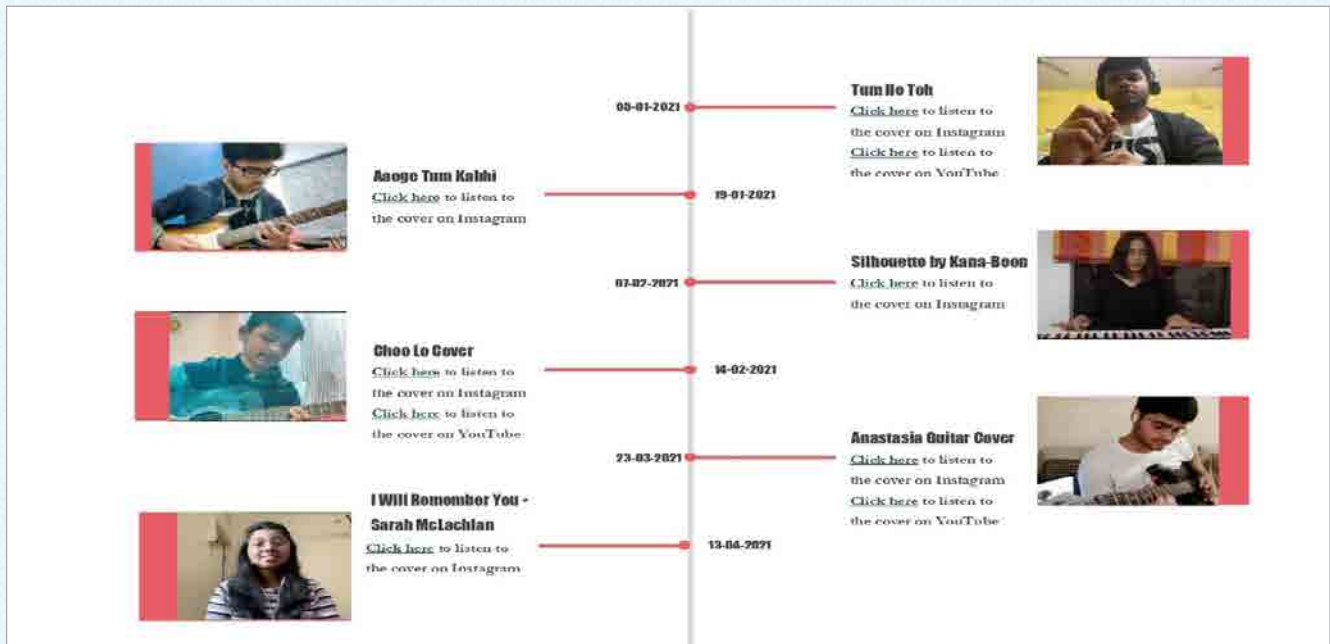 05-01-2021
Tum Ho Toh
Click here to listen to
the cover on Instagram
Click here to listen to
the cover on YouTube
Aaoge Tum Kabhi
Click here to listen to
the cover on Instagram
19-01-2021
07-02-2021
Silhouette by Kana-Boon
Click here to listen to
the cover on Instagram
Choo Lo Cover
Click here to listen to
the cover on Instagram
Click here to listen to
the cover on YouTube
14-02-2021
23-03-2021
Anastasia Guitar Cover
Click here to listen to
the cover on Instagram
Click here to listen to
the cover on YouTube
I Will Remember You -
Sarah McLachlan
Click here to listen to
the cover on Instagram
13-04-2021